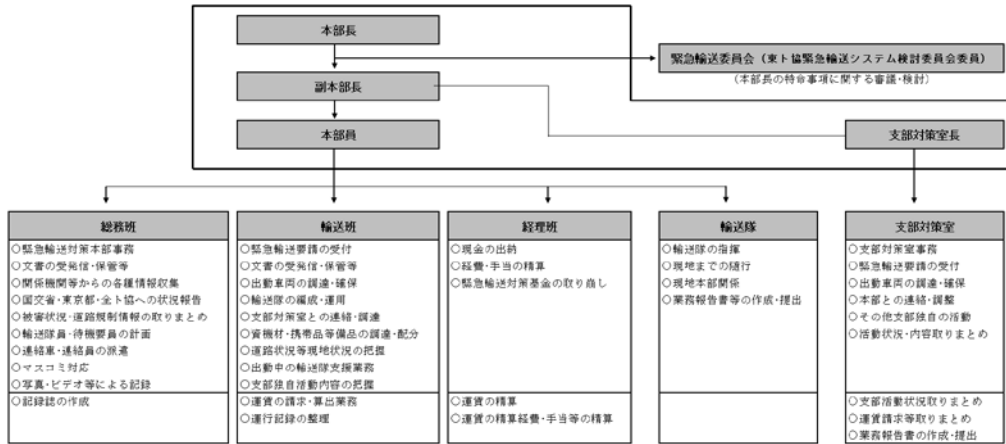 本部長
緊急輸送委員会（東ト協緊急輸送システム検討委員会委員）
（本部長の特命事項に関する審議・検討）
副本部長
本部員
支部対策室長
総務班
○緊急輸送対策本部事務
○文書の受発信・保管等
○関係機関等からの各種情報収集
○国交省・東京都・全ト協への状況報告
○被害状況・道路規制情報の取りまとめ
○輸送隊員・待機要員の計画
○連絡車・連絡員の派遣
○マスコミ対応
○写真・ビデオ等による記録
○記録誌の作成
輸送班
○緊急輸送要請の受付
○文書の受発信・保管等
○出動車両の調達・確保
○輸送隊の編成・運用
○支部対策室との連絡・調達
○資機材・携帯品等備品の調達・配分
○道路状況等現地状況の把握
○出動中の輸送隊支援業務
○支部独自活動内容の把握
○運賃の請求・算出業務
○運行記録の整理
経理班
○現金の出納
○経費・手当の精算
○緊急輸送対策基金の取り崩し
○運賃の精算
○運賃の精算経費・手当等の精算
輸送隊
○輸送隊の指揮
○現地までの随行
○現地本部関係
○業務報告書等の作成・提出
支部対策室
○支部対策室事務
○緊急輸送要請の受付
○出動車両の調達・確保
○本部との連絡・調整
○その他支部独自の活動
○活動状況・内容取りまとめ
○支部活動状況取りまとめ
○運賃請求等取りまとめ
○業務報告書の作成・提出